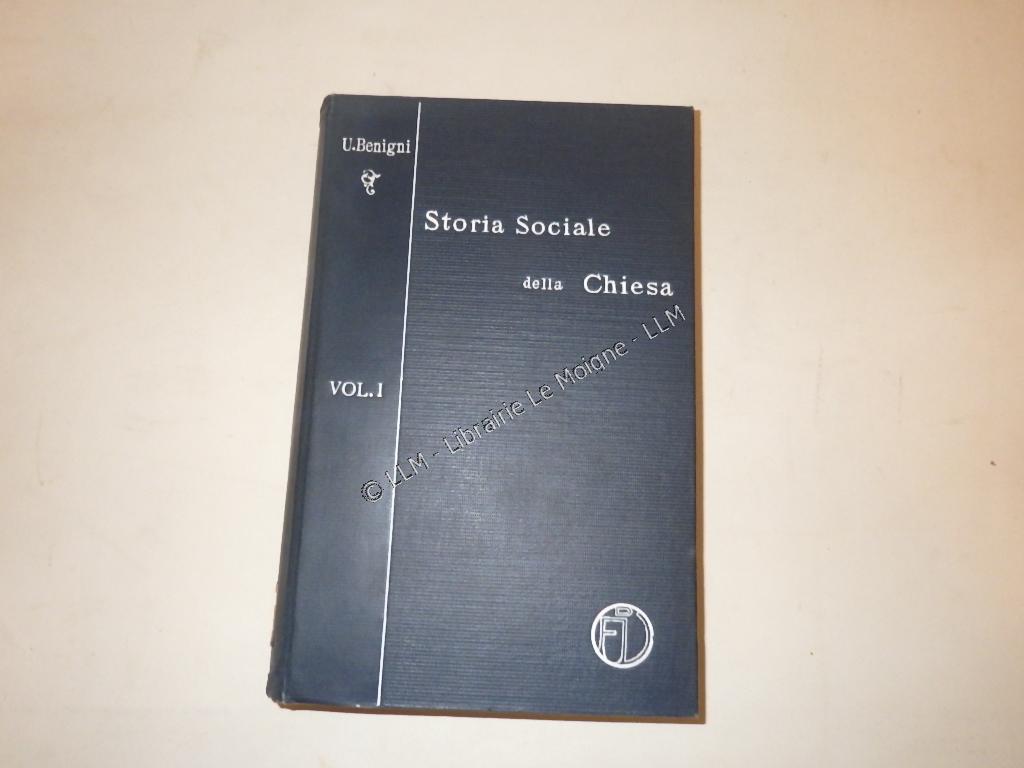 U.Benigni
Storia Sociale
della Chiesa
VOL.I
© LLM - Librairie Le Moigne - LLM